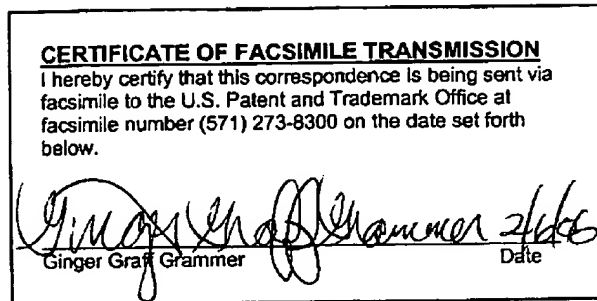 CERTIFICATE OF FACSIMILE TRANSMISSION
I hereby certify that this correspondence is being sent via
facsimile to the U.S. Patent and Trademark Office at
facsimile number (571) 273-8300 on the date set forth
below.
Ginger Graff Grammer 2/6/06
Ginger Graff Grammer Date